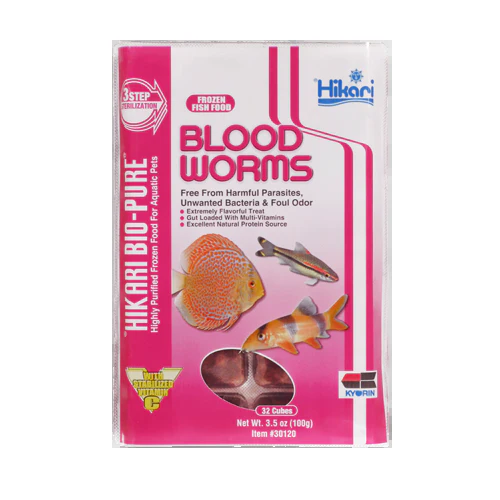 Hikari
3 STEP
STERILIZATION
FROZEN
FISH FOOD
BLOOD
WORMS
Free From Harmful Parasites,
Unwanted Bacteria & Foul Odor
• Extremely Flavorful Treat
• Gut Loaded With Multi-Vitamins
• Excellent Natural Protein Source
HIKARI BIO-PURE
Highly Purified Frozen Food For Aquatic Pets
WITH
STABILIZED
VITAMIN
C
KYORIN
32 Cubes
Net Wt. 3.5 oz (100g)
Item #30120